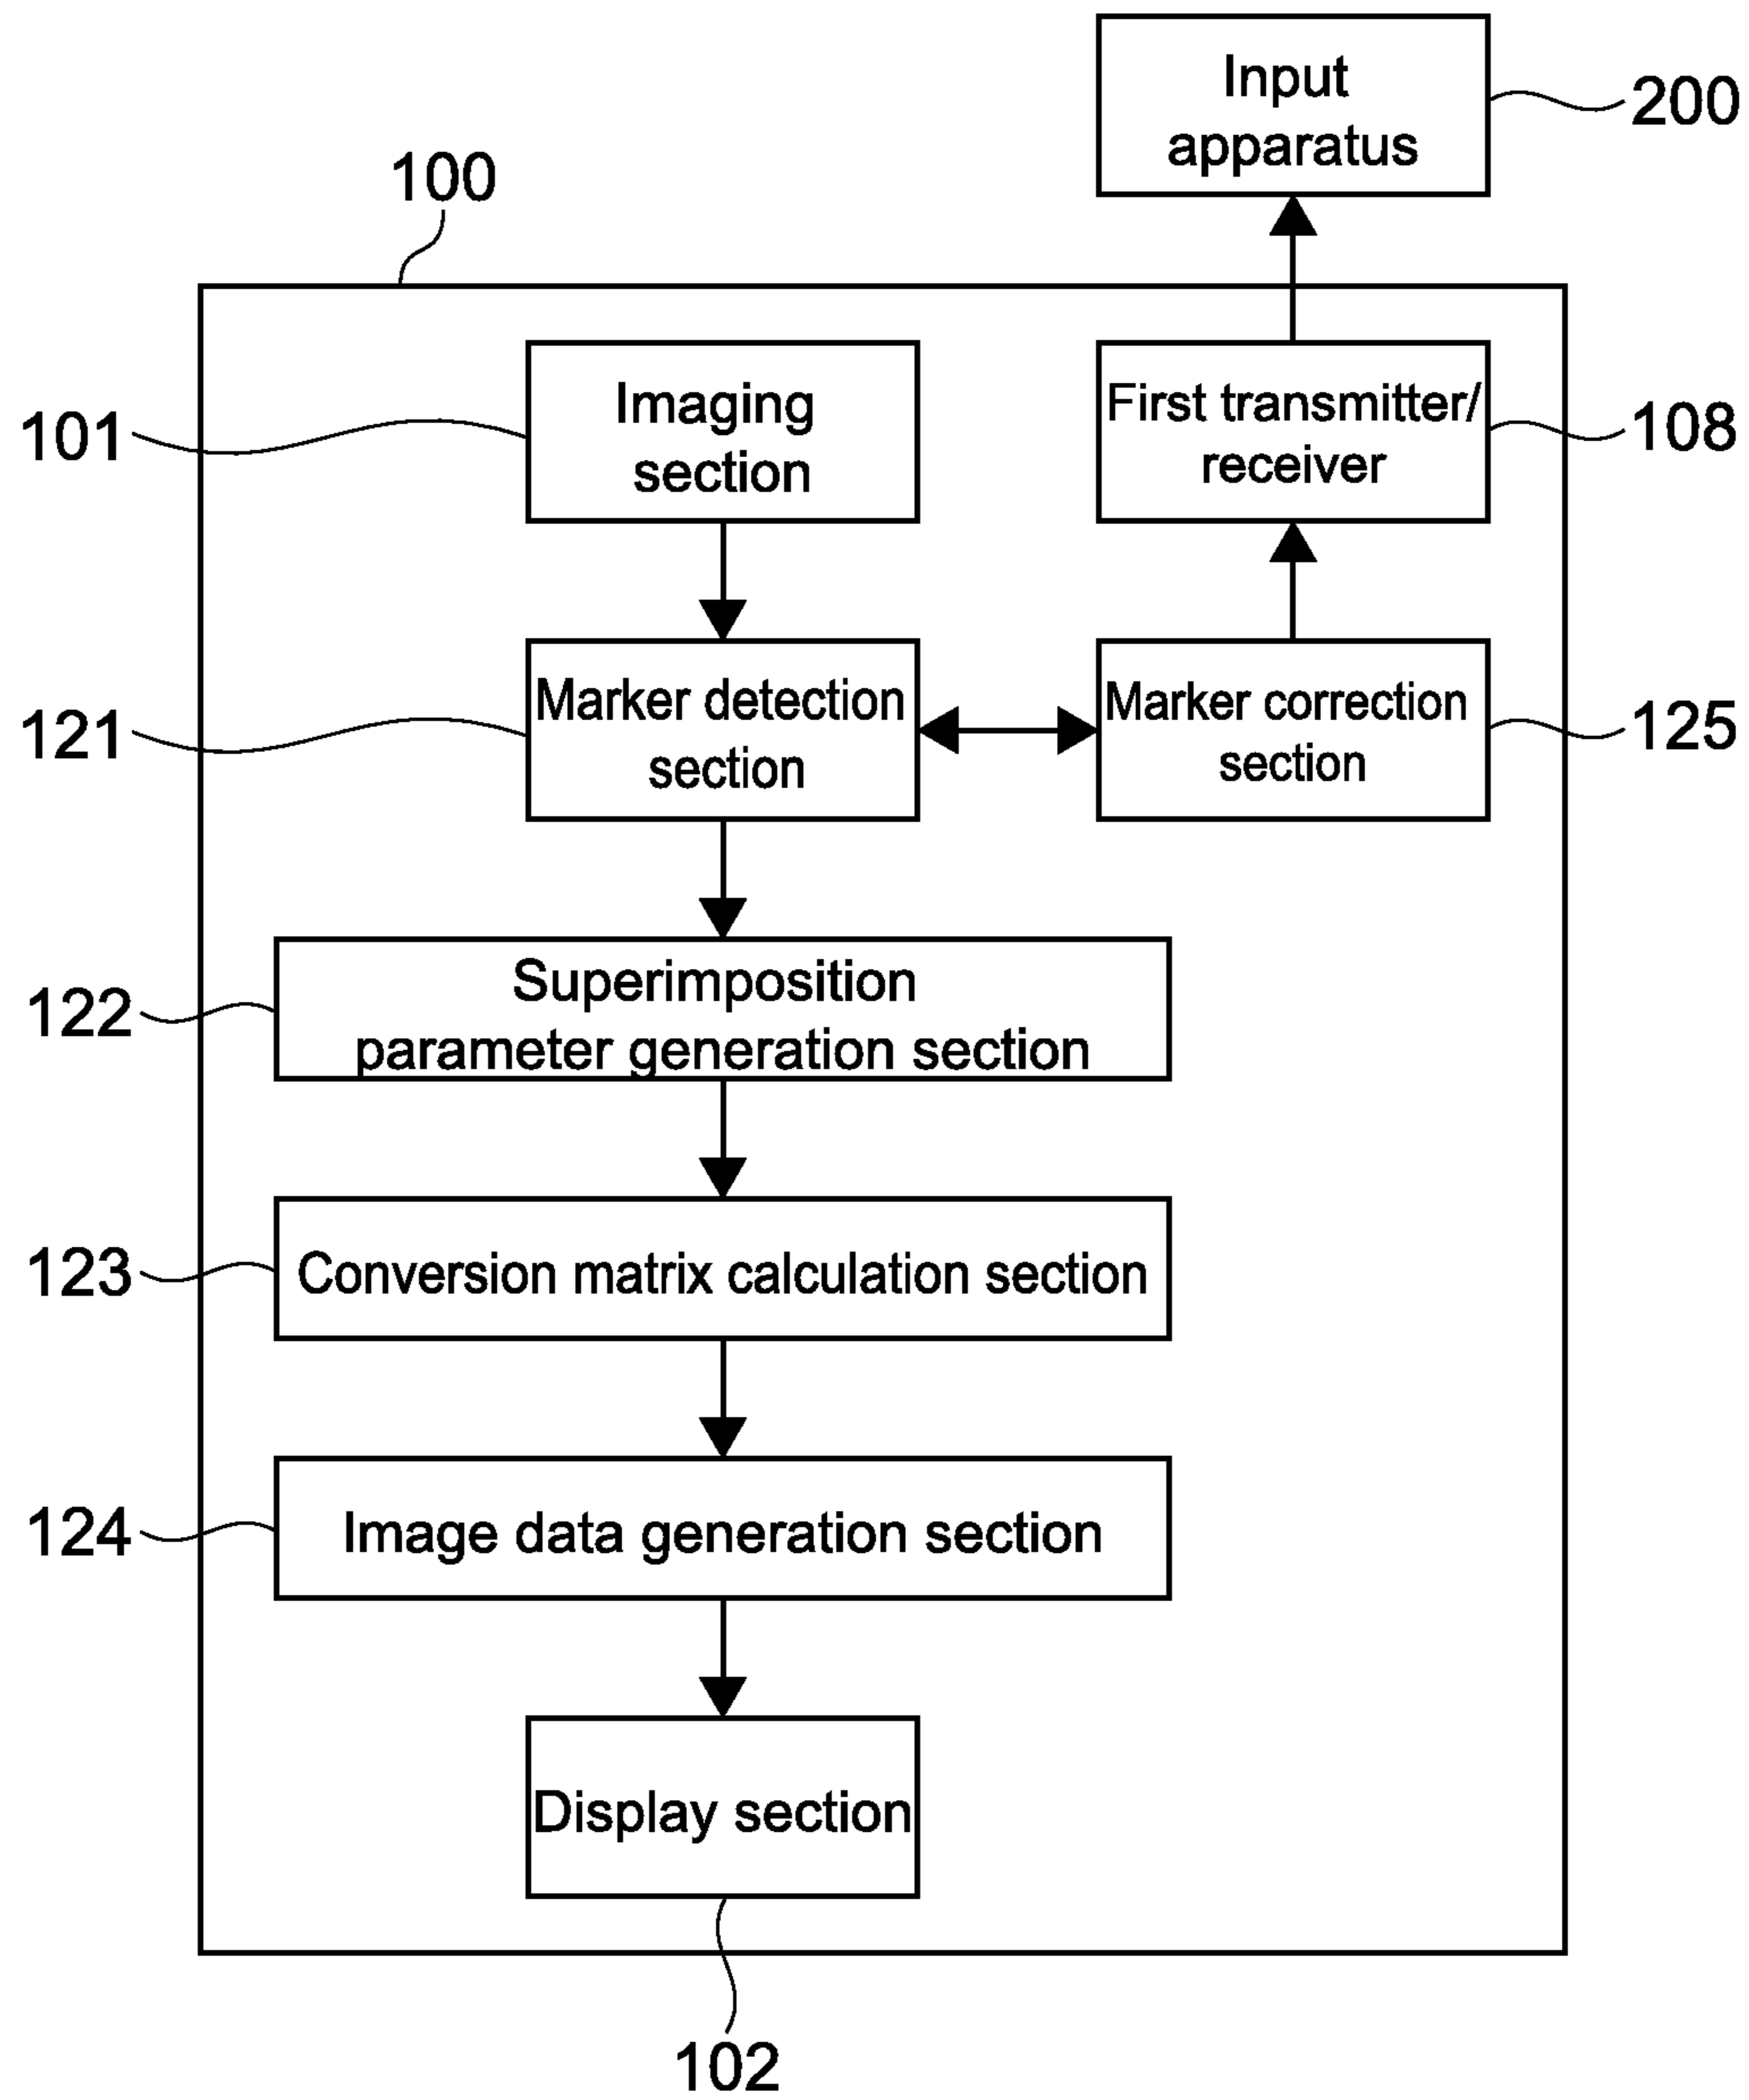 Input
apparatus
200
100
Imaging
section
101
First transmitter/
receiver
108
Marker detection
section
121
Marker correction
section
125
Superimposition
parameter generation section
122
Conversion matrix calculation section
123
Image data generation section
124
Display section
102